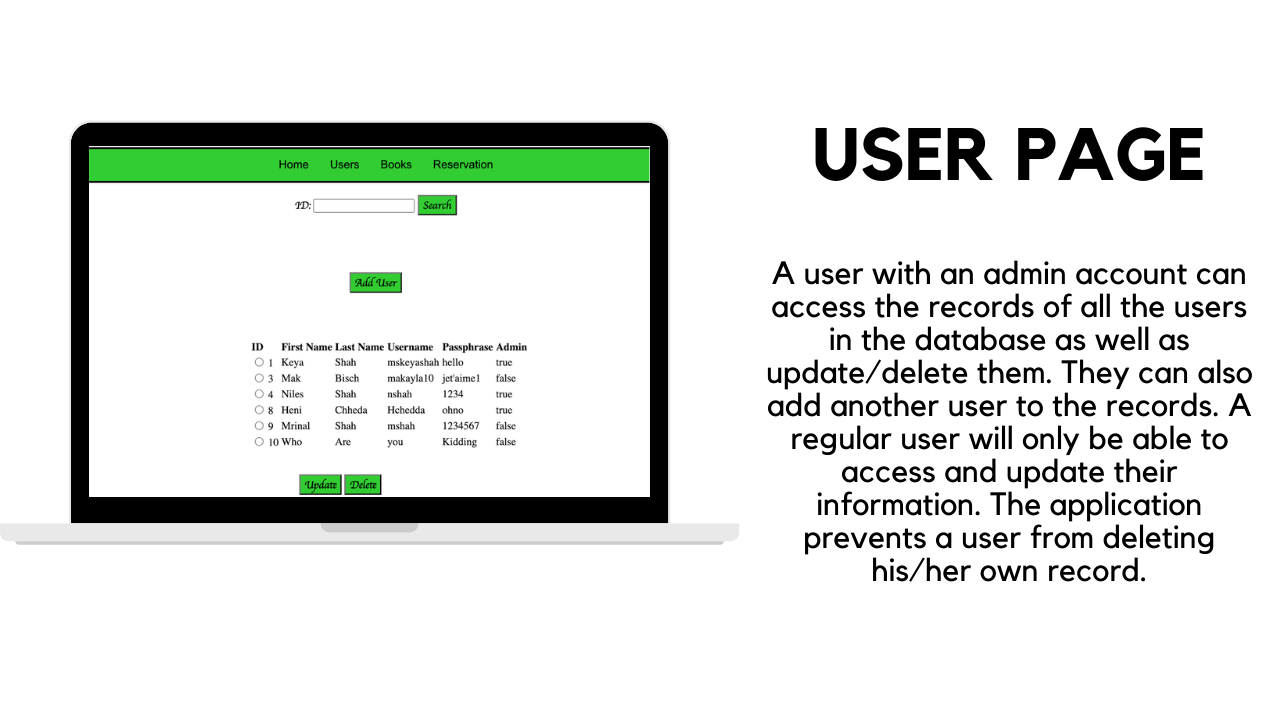 Home Users Books Reservation
ID: Search
Add User
ID First Name Last Name Username Passphrase Admin
1 Keya Shah mskeyashah hello true
3 Mak Bisch makayla10 jet'aime1 false
4 Niles Shah nshah 1234 true
8 Heni Chheda Hchedda ohno true
9 Mrinal Shah mshah 1234567 false
10 Who Are you Kidding false
Update Delete
USER PAGE
A user with an admin account can
access the records of all the users
in the database as well as
update/delete them. They can also
add another user to the records. A
regular user will only be able to
access and update their
information. The application
prevents a user from deleting
his/her own record.